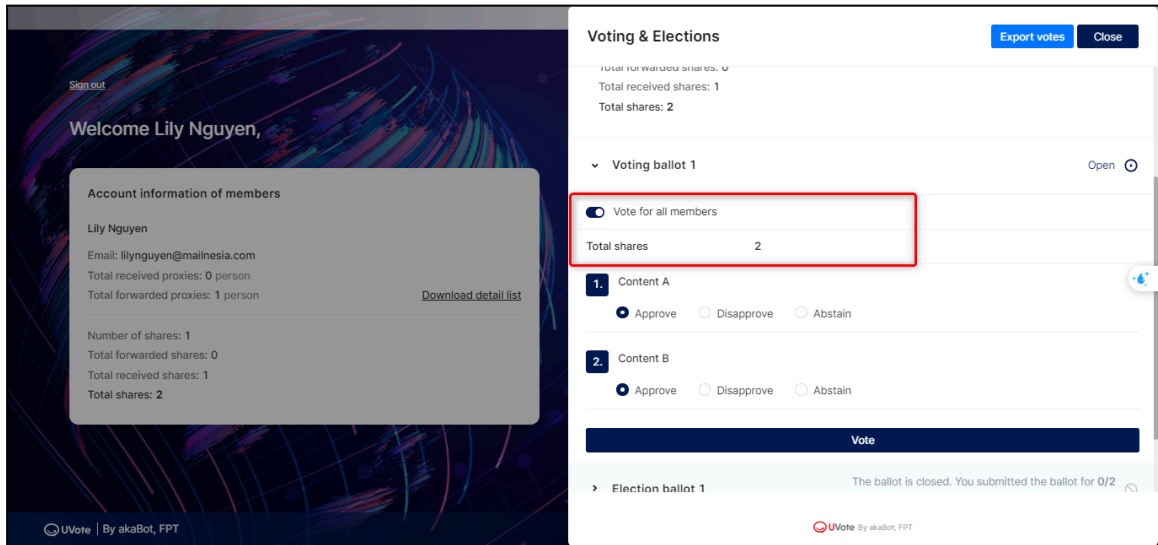 Sign out
Welcome Lily Nguyen,
Account information of members
Lily Nguyen
Email: lilynguyen@mailnesia.com
Total received proxies: 0 person
Total forwarded proxies: 1 person
Download detail list
Number of shares: 1
Total forwarded shares: 0
Total received shares: 1
Total shares: 2
UVote | By akaBot, FPT
Voting & Elections
Export votes
Close
Total forwarded shares: 0
Total received shares: 1
Total shares: 2
Voting ballot 1
Open
Vote for all members
Total shares 2
1. Content A
Approve Disapprove Abstain
2. Content B
Approve Disapprove Abstain
Vote
Election ballot 1
The ballot is closed. You submitted the ballot for 0/2
UVote By akaBot, FPT